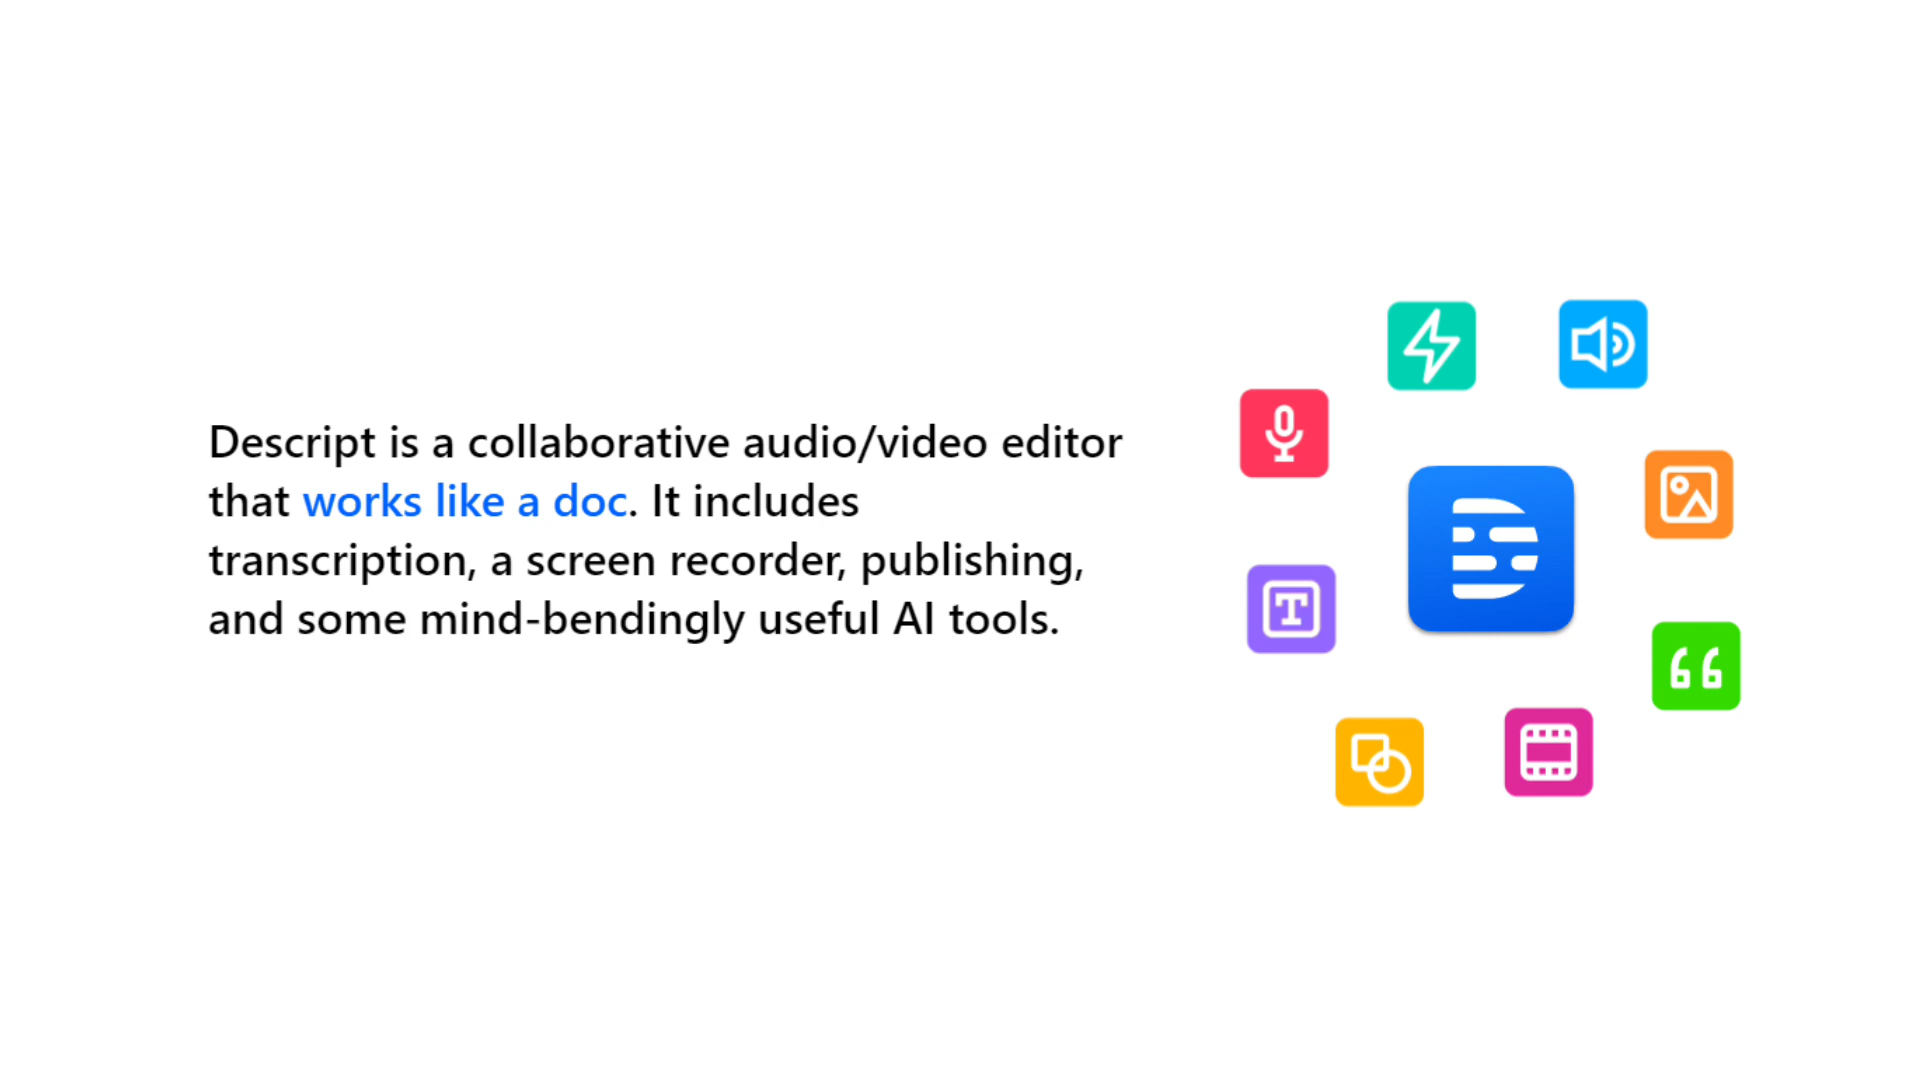 Descript is a collaborative audio/video editor
that works like a doc. It includes
transcription, a screen recorder, publishing,
and some mind-bendingly useful AI tools.